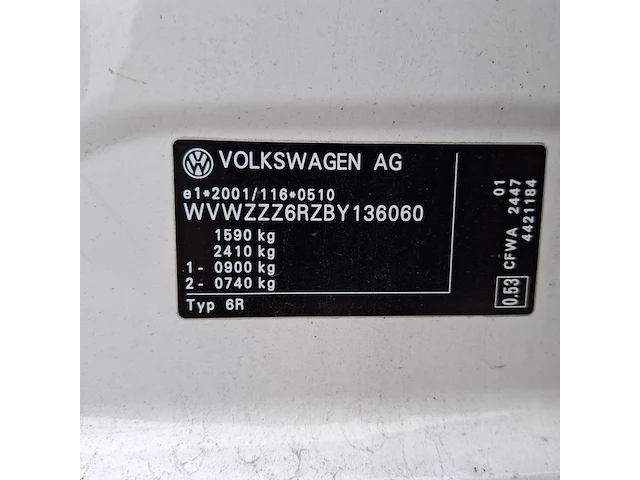 VOLKSWAGEN AG
e1*2001/116*0510
WVWZZZ6RZBY136060
1590 kg
2410 kg
1 - 0900 kg
2 - 0740 kg
Typ 6R
01
CFWA 2447
0.53 4421184